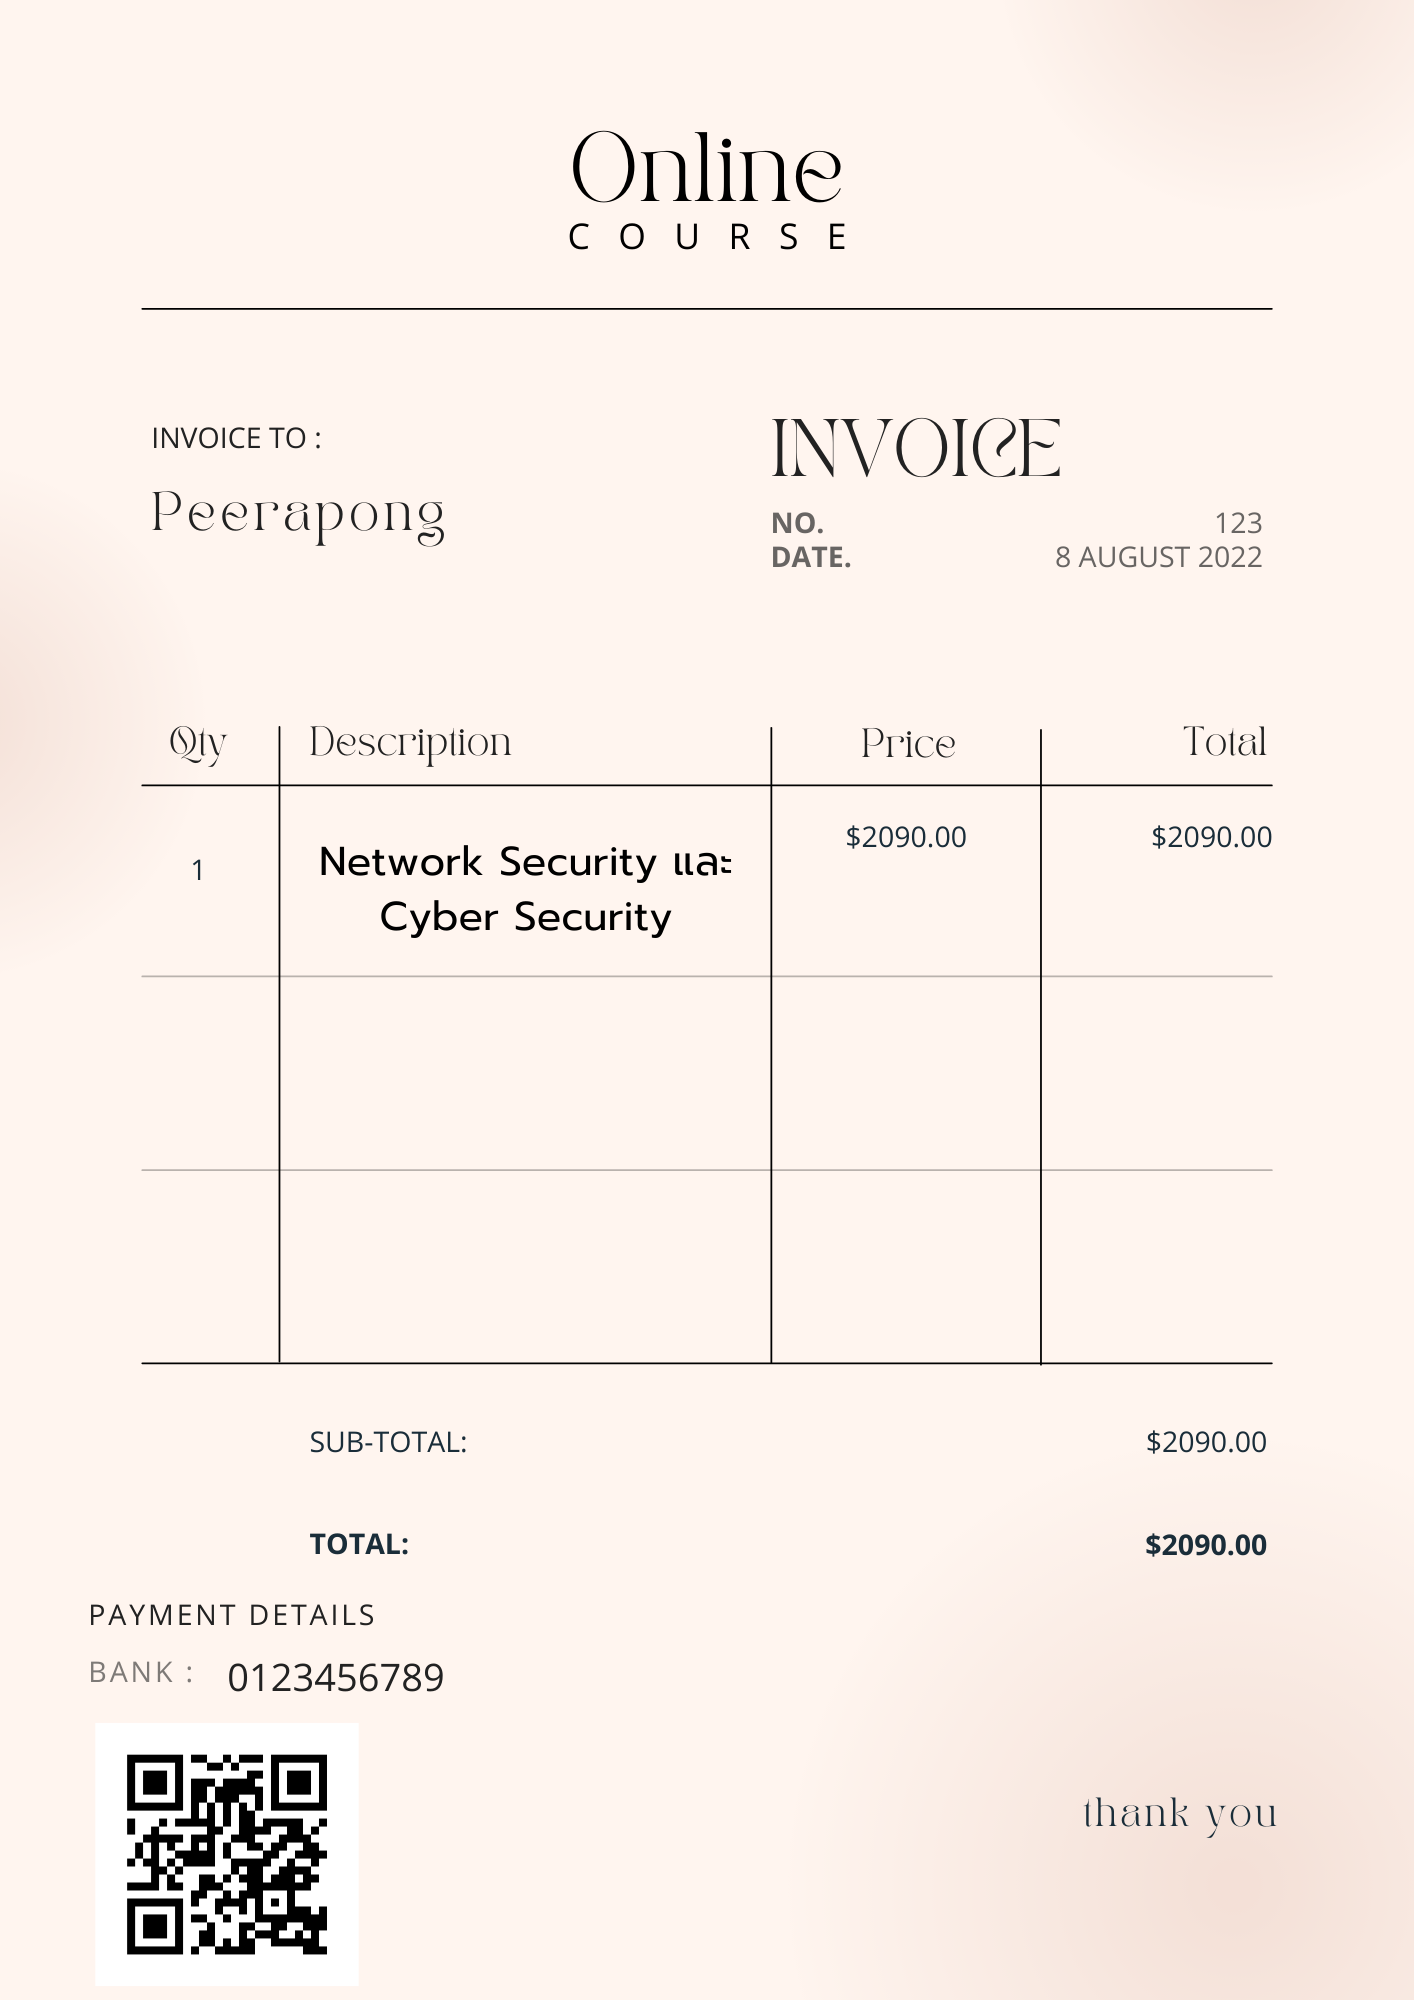 Online
COURSE
INVOICE TO :
Peerapong
INVOICE
NO. 123
DATE. 8 AUGUST 2022
Qty Description Price Total
1 Network Security และ $2090.00 $2090.00
Cyber Security
SUB-TOTAL: $2090.00
TOTAL: $2090.00
PAYMENT DETAILS
BANK : 0123456789
thank you